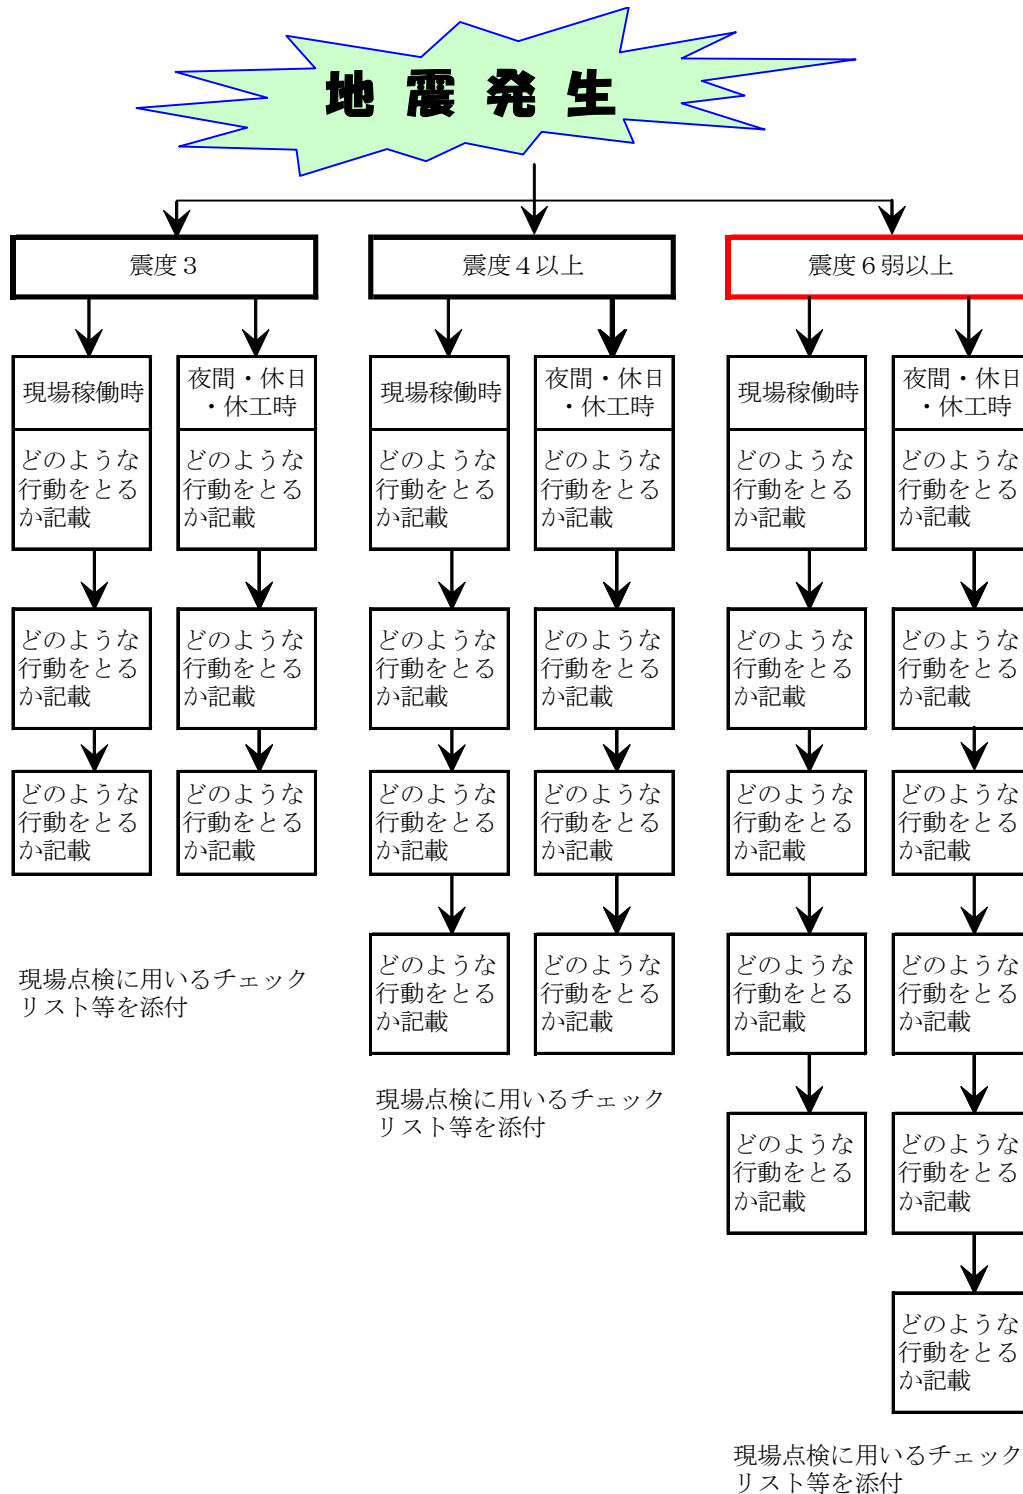 地震発生
震度３
震度４以上
震度６弱以上
現場稼働時
夜間・休日
・休工時
現場稼働時
夜間・休日
・休工時
現場稼働時
夜間・休日
・休工時
どのような
行動をとる
か記載
どのような
行動をとる
か記載
どのような
行動をとる
か記載
どのような
行動をとる
か記載
どのような
行動をとる
か記載
どのような
行動をとる
か記載
どのような
行動をとる
か記載
どのような
行動をとる
か記載
どのような
行動をとる
か記載
どのような
行動をとる
か記載
どのような
行動をとる
か記載
どのような
行動をとる
か記載
どのような
行動をとる
か記載
どのような
行動をとる
か記載
どのような
行動をとる
か記載
どのような
行動をとる
か記載
どのような
行動をとる
か記載
どのような
行動をとる
か記載
現場点検に用いるチェック
リスト等を添付
どのような
行動をとる
か記載
どのような
行動をとる
か記載
どのような
行動をとる
か記載
どのような
行動をとる
か記載
現場点検に用いるチェック
リスト等を添付
どのような
行動をとる
か記載
どのような
行動をとる
か記載
どのような
行動をとる
か記載
現場点検に用いるチェック
リスト等を添付